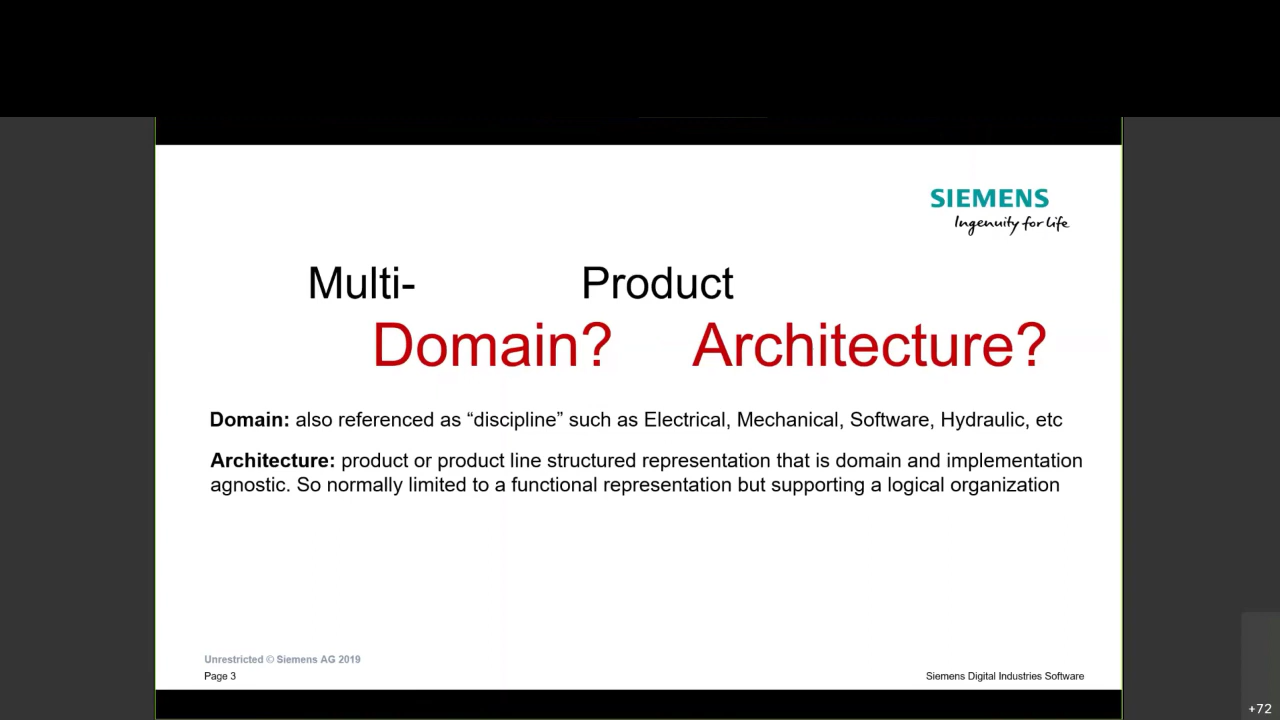 SIEMENS
Ingenuity for life
Multi- Product
Domain? Architecture?
Domain: also referenced as “discipline” such as Electrical, Mechanical, Software, Hydraulic, etc
Architecture: product or product line structured representation that is domain and implementation
agnostic. So normally limited to a functional representation but supporting a logical organization
Unrestricted © Siemens AG 2019
Page 3
Siemens Digital Industries Software
+72